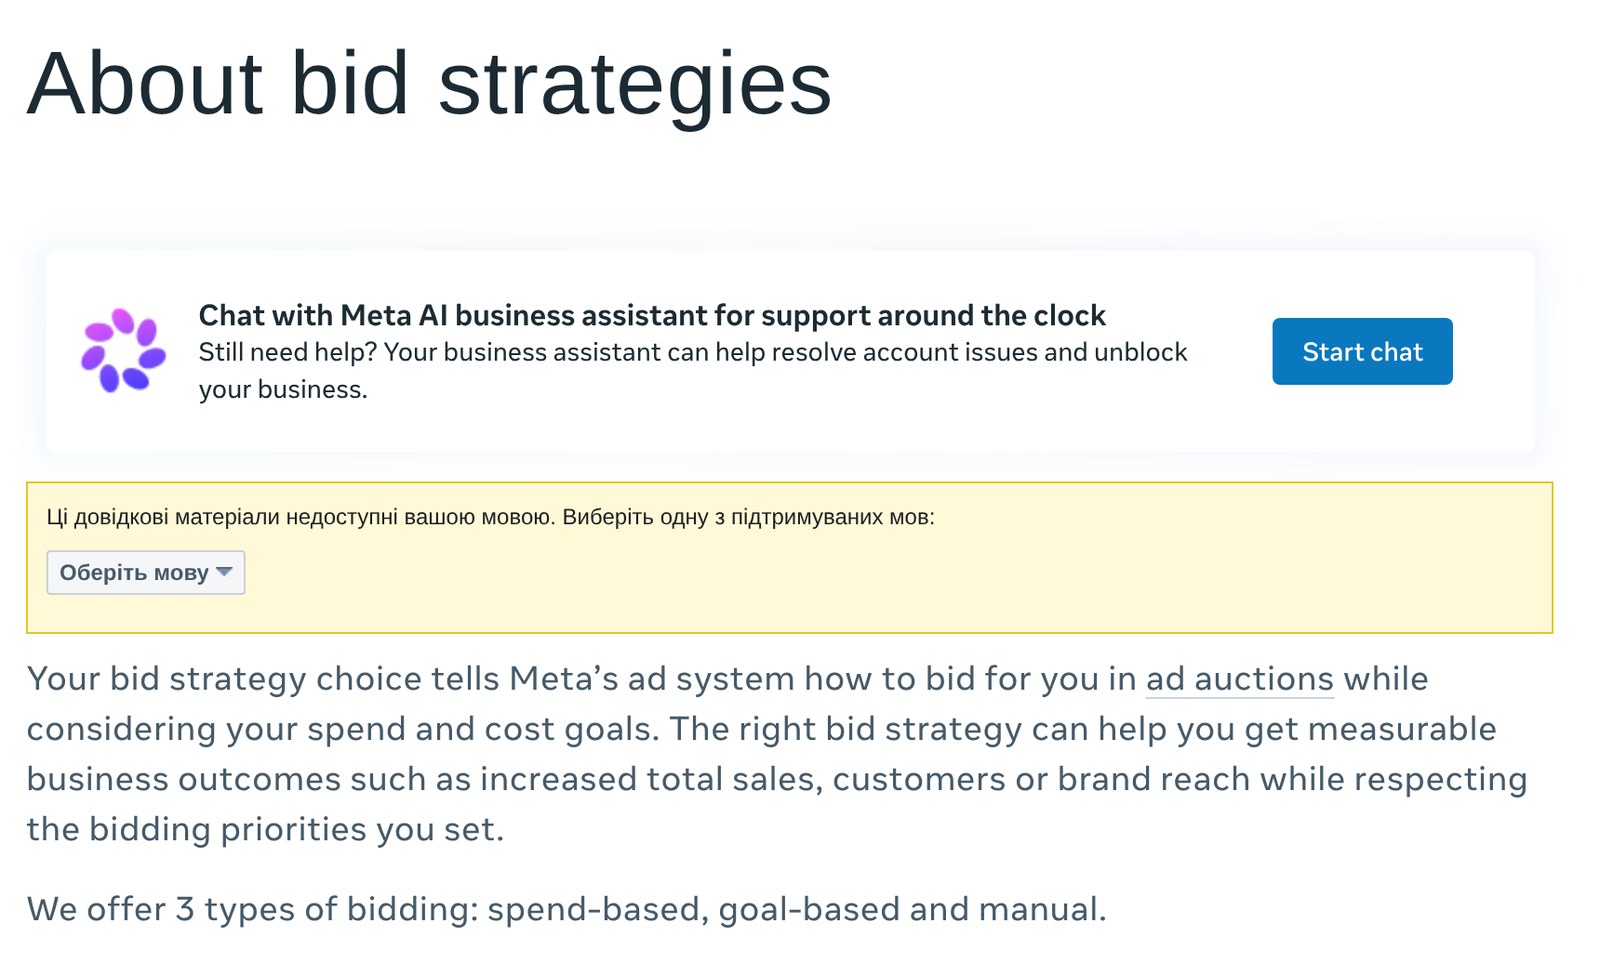 About bid strategies
Chat with Meta AI business assistant for support around the clock
Still need help? Your business assistant can help resolve account issues and unblock
your business.
Start chat
Ці довідкові матеріали недоступні вашою мовою. Виберіть одну з підтримуваних мов:
Оберіть мову
Your bid strategy choice tells Meta’s ad system how to bid for you in ad auctions while
considering your spend and cost goals. The right bid strategy can help you get measurable
business outcomes such as increased total sales, customers or brand reach while respecting
the bidding priorities you set.
We offer 3 types of bidding: spend-based, goal-based and manual.